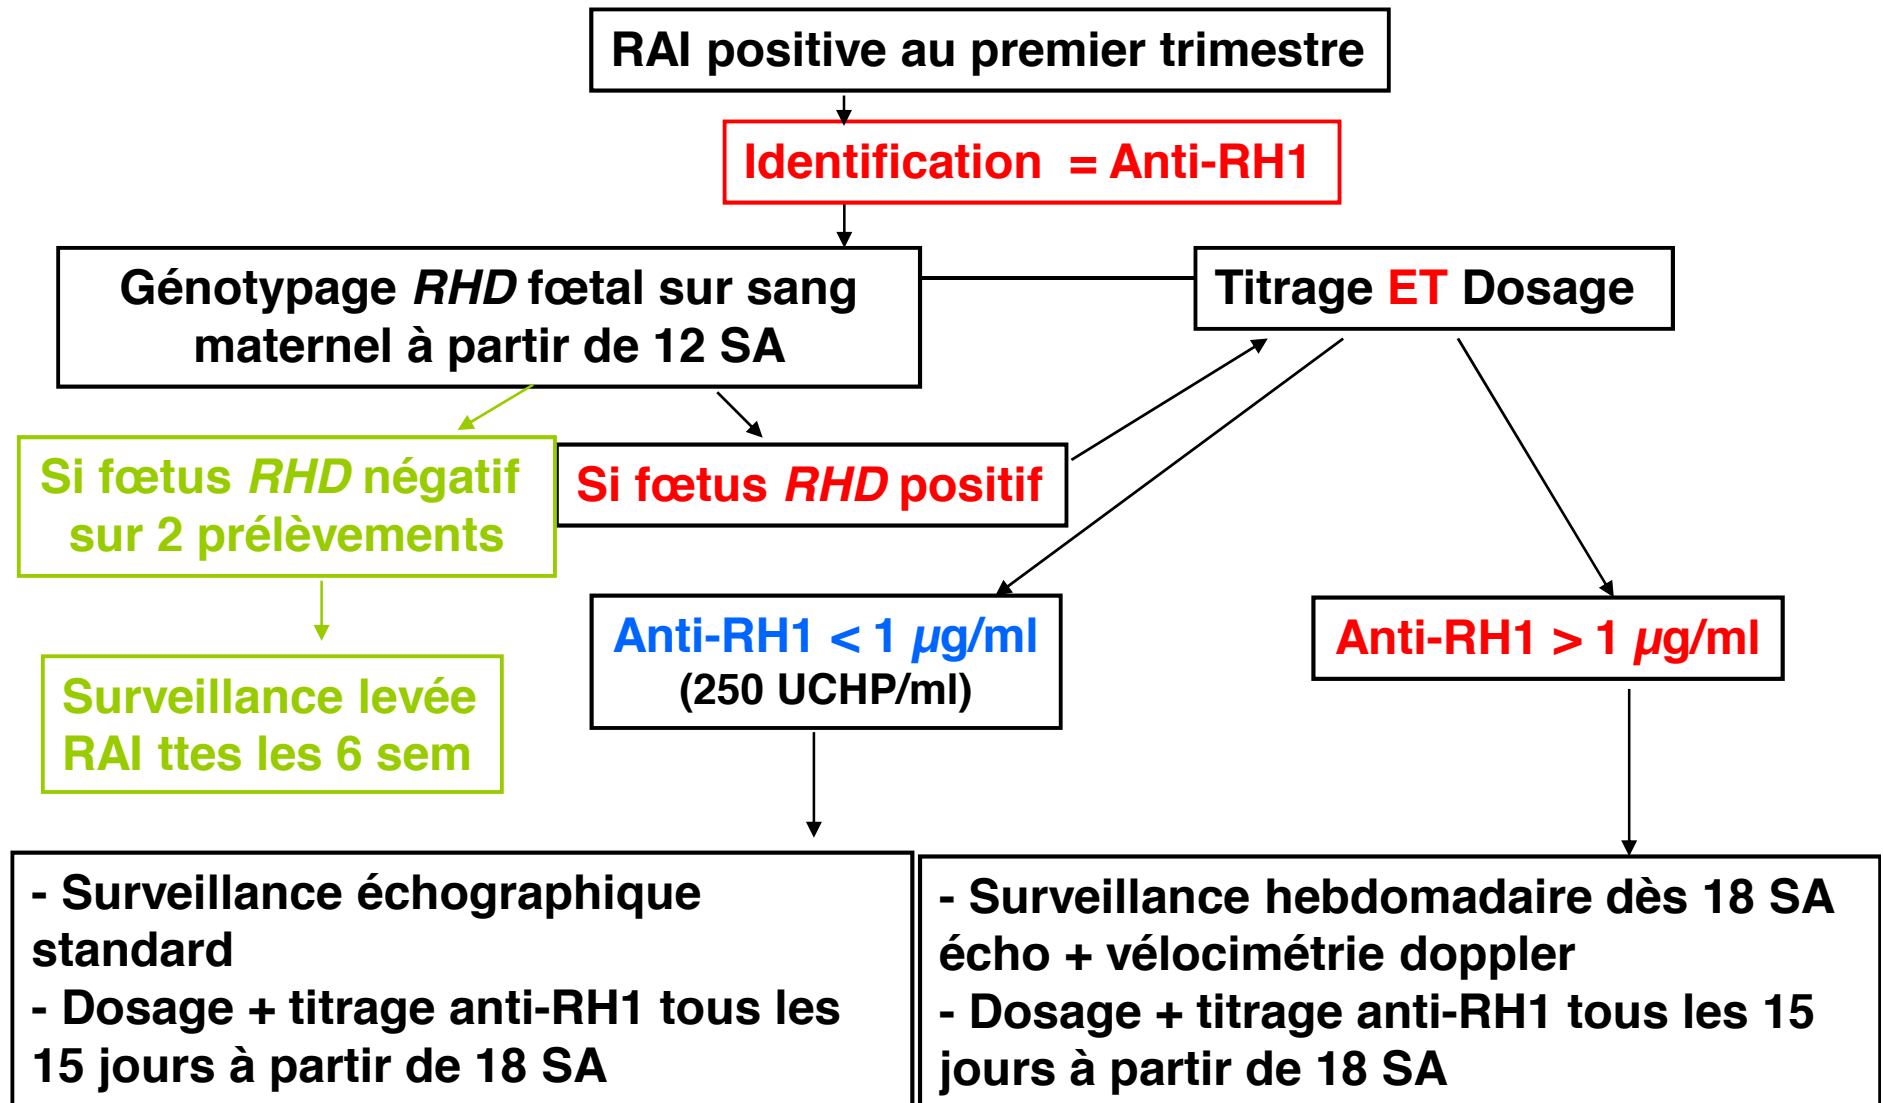 RAI positive au premier trimestre
Identification = Anti-RH1
Génotypage RHD fœtal sur sang
maternel à partir de 12 SA
Titrage ET Dosage
Si fœtus RHD négatif
sur 2 prélèvements
Si fœtus RHD positif
Anti-RH1 < 1 µg/ml
(250 UCHP/ml)
Anti-RH1 > 1 µg/ml
Surveillance levée
RAI ttes les 6 sem
- Surveillance échographique
standard
- Dosage + titrage anti-RH1 tous les
15 jours à partir de 18 SA
- Surveillance hebdomadaire dès 18 SA
écho + vélocimétrie doppler
- Dosage + titrage anti-RH1 tous les 15
jours à partir de 18 SA